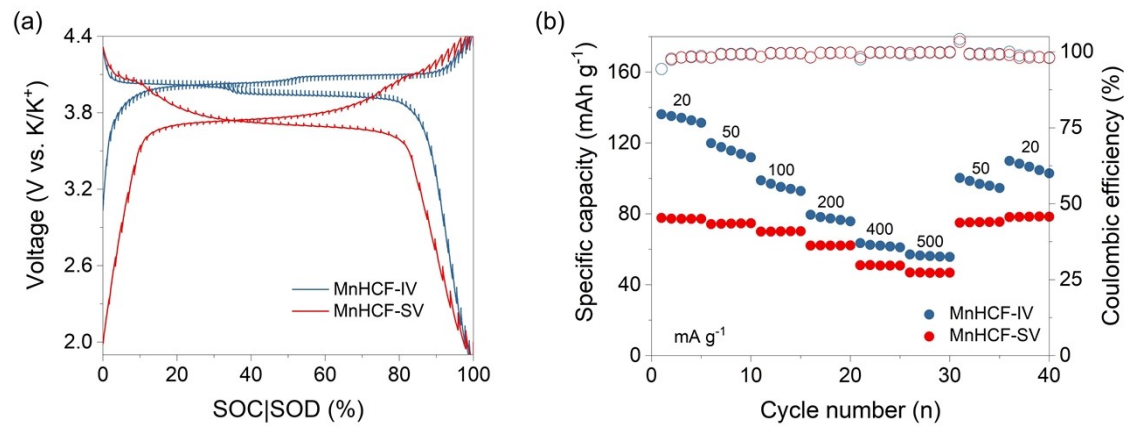 (a)
4.4
3.8
3.2
2.6
2.0
Voltage (V vs. K/K⁺)
MnHCF-IV
MnHCF-SV
0
20
40
60
80
100
SOC|SOD (%)
(b)
160
120
80
40
0
Specific capacity (mAh g⁻¹)
20
50
100
200
400
500
50
20
MnHCF-IV
MnHCF-SV
mA g⁻¹
100
75
50
25
0
Coulombic efficiency (%)
0
10
20
30
40
Cycle number (n)